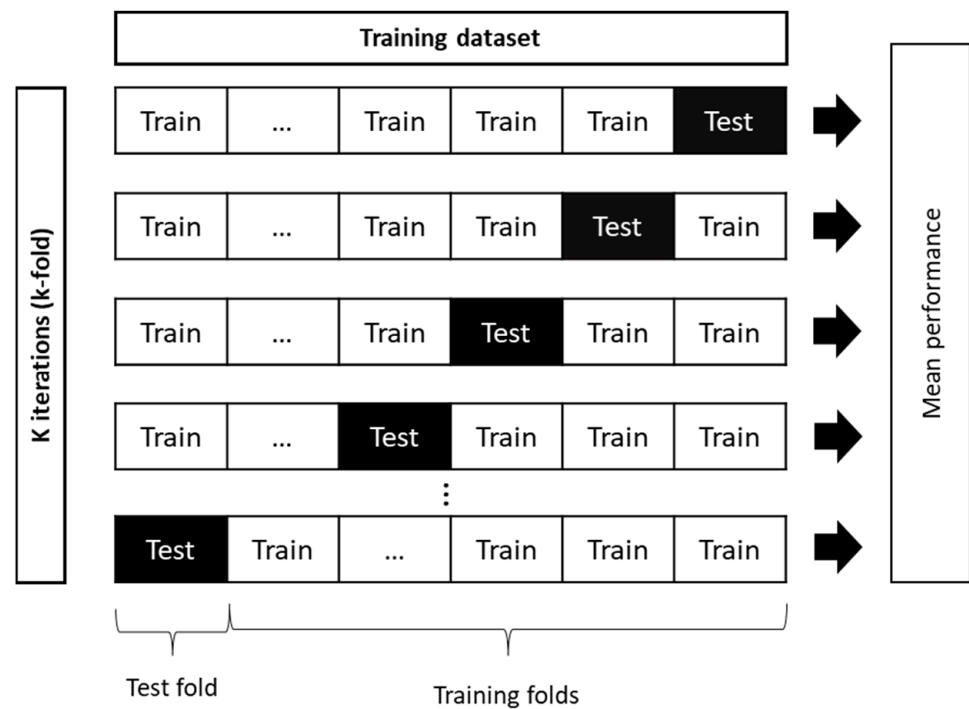 Training dataset
K iterations (k-fold)
Train ... Train Train Train Test
Train ... Train Train Test Train
Train ... Train Test Train Train
Train ... Test Train Train Train
⋮
Test Train ... Train Train Train
Mean performance
Test fold
Training folds